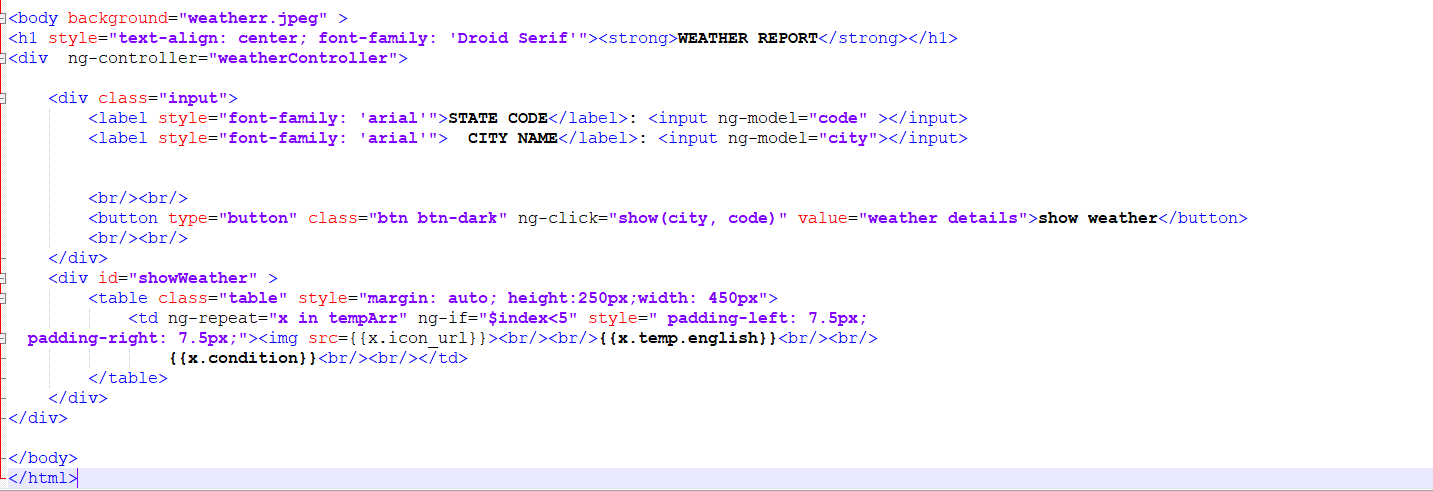 <body background="weatherr.jpeg" >
<h1 style="text-align: center; font-family: 'Droid Serif'"><strong>WEATHER REPORT</strong></h1>
<div  ng-controller="weatherController">
<div class="input">
<label style="font-family: 'arial'">STATE CODE</label>: <input ng-model="code" ></input>
<label style="font-family: 'arial'">  CITY NAME</label>: <input ng-model="city"></input>
<br/><br/>
<button type="button" class="btn btn-dark" ng-click="show(city, code)" value="weather details">show weather</button>
<br/><br/>
</div>
<div id="showWeather" >
<table class="table" style="margin: auto; height:250px;width: 450px">
<td ng-repeat="x in tempArr" ng-if="$index<5" style=" padding-left: 7.5px;
padding-right: 7.5px;"><img src={{x.icon_url}}><br/><br/>{{x.temp.english}}<br/><br/>
{{x.condition}}<br/><br/></td>
</table>
</div>
</div>
</body>
</html>